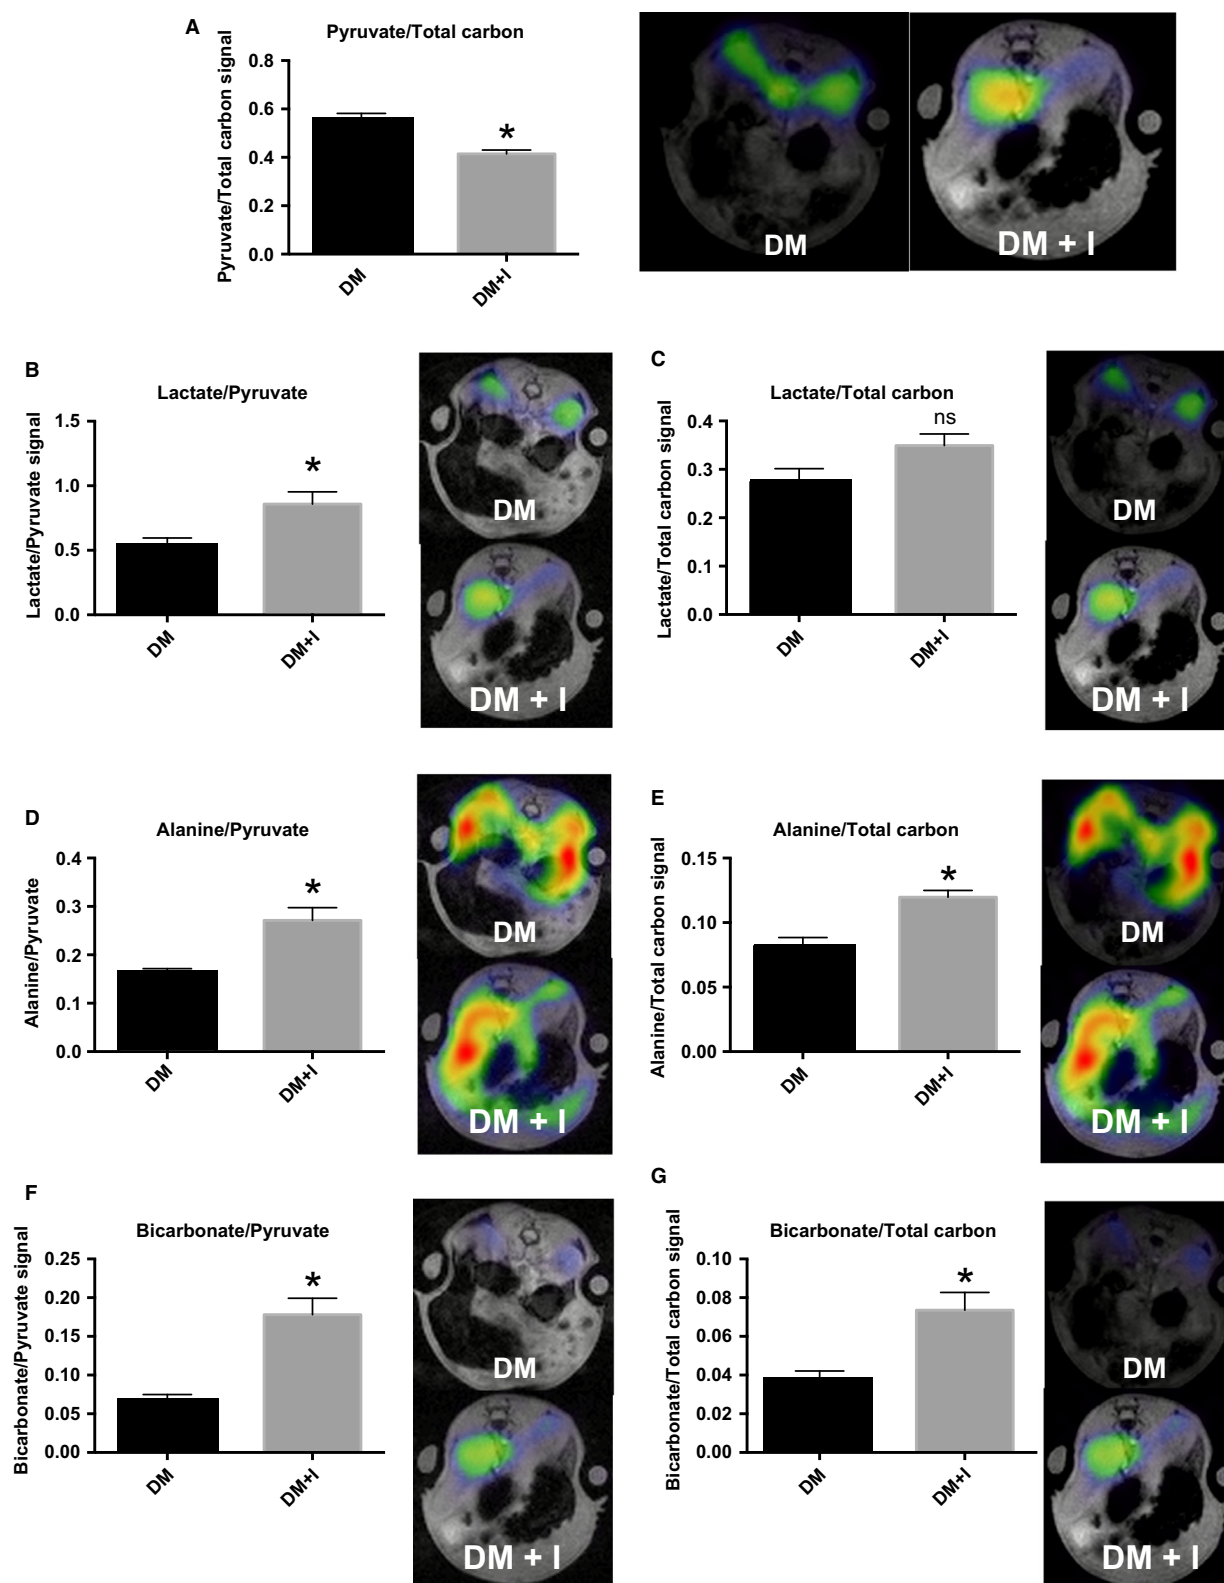 A
Pyruvate/Total carbon
Pyruvate/Total carbon signal
0.8
0.6
0.4
0.2
0.0
*
DM
DM+I
DM
DM + I
B
Lactate/Pyruvate
Lactate/Pyruvate signal
1.5
1.0
0.5
0.0
*
DM
DM+I
DM
DM + I
C
Lactate/Total carbon
Lactate/Total carbon signal
0.4
0.3
0.2
0.1
0.0
ns
DM
DM+I
DM
DM + I
D
Alanine/Pyruvate
Alanine/Pyruvate
0.4
0.3
0.2
0.1
0.0
*
DM
DM+I
DM
DM + I
E
Alanine/Total carbon
Alanine/Total carbon signal
0.15
0.10
0.05
0.00
*
DM
DM+I
DM
DM + I
F
Bicarbonate/Pyruvate
Bicarbonate/Pyruvate signal
0.25
0.20
0.15
0.10
0.05
0.00
*
DM
DM+I
DM
DM + I
G
Bicarbonate/Total carbon
Bicarbonate/Total carbon signal
0.10
0.08
0.06
0.04
0.02
0.00
*
DM
DM+I
DM
DM + I